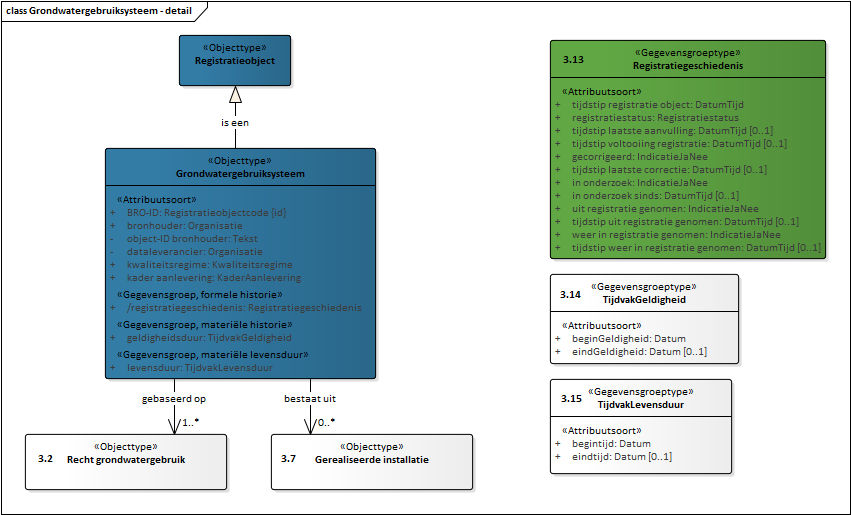 class Grondwatergebruiksysteem - detail
«Objecttype»
Registratieobject
is een
«Objecttype»
Grondwatergebruiksysteem
«Attribuutsoort»
+ BRO-ID: Registratieobjectcode {id}
+ bronhouder: Organisatie
- object-ID bronhouder: Tekst
- dataleverancier: Organisatie
+ kwaliteitsregime: Kwaliteitsregime
+ kader aanlevering: KaderAanlevering
«Gegevensgroep, formele historie»
+ /registratiegeschiedenis: Registratiegeschiedenis
«Gegevensgroep, materiële historie»
+ geldigheidsduur: TijdvakGeldigheid
«Gegevensgroep, materiële levensduur»
+ levensduur: TijdvakLevensduur
gebaseerd op
1..*
bestaat uit
0..*
«Objecttype»
3.2 Recht grondwatergebruik
«Objecttype»
3.7 Gerealiseerde installatie
«Gegevensgroeptype»
3.13 Registratiegeschiedenis
«Attribuutsoort»
+ tijdstip registratie object: DatumTijd
+ registratiestatus: Registratiestatus
+ tijdstip laatste aanvulling: DatumTijd [0..1]
+ tijdstip voltooiing registratie: DatumTijd [0..1]
+ gecorrigeerd: IndicatieJaNee
+ tijdstip laatste correctie: DatumTijd [0..1]
+ in onderzoek: IndicatieJaNee
+ in onderzoek sinds: DatumTijd [0..1]
+ uit registratie genomen: IndicatieJaNee
+ tijdstip uit registratie genomen: DatumTijd [0..1]
+ weer in registratie genomen: IndicatieJaNee
+ tijdstip weer in registratie genomen: DatumTijd [0..1]
«Gegevensgroeptype»
3.14 TijdvakGeldigheid
«Attribuutsoort»
+ beginGeldigheid: Datum
+ eindGeldigheid: Datum [0..1]
«Gegevensgroeptype»
3.15 TijdvakLevensduur
«Attribuutsoort»
+ begintijd: Datum
+ eindtijd: Datum [0..1]